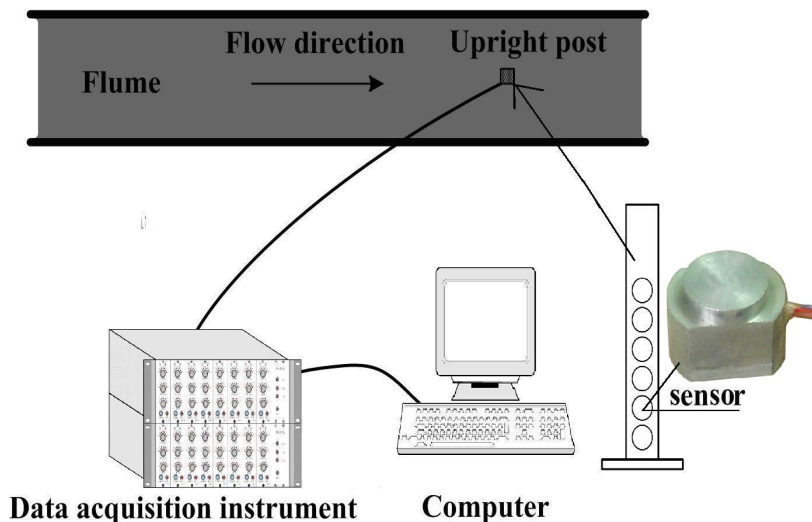 Flow direction
Upright post
Flume
sensor
Data acquisition instrument
Computer